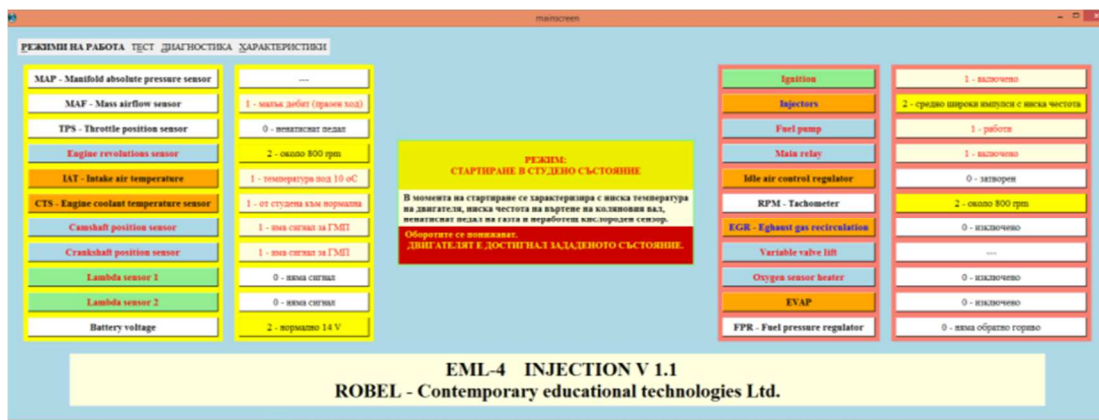 mainscreen
РЕЖИМИ НА РАБОТА ТЕСТ ДИАГНОСТИКА ХАРАКТЕРИСТИКИ
MAP - Manifold absolute pressure sensor
---
MAF - Mass airflow sensor
1 - малък дебит (празен ход)
TPS - Throttle position sensor
0 - ненатиснат педал
Engine revolutions sensor
2 - около 800 rpm
IAT - Intake air temperature
1 - температура под 10 oC
CTS - Engine coolant temperature sensor
1 - от студена към нормална
Camshaft position sensor
1 - има сигнал за ГМП
Crankshaft position sensor
1 - има сигнал за ГМП
Lambda sensor 1
0 - няма сигнал
Lambda sensor 2
0 - няма сигнал
Battery voltage
2 - нормално 14 V
РЕЖИМ:
СТАРТИРАНЕ В СТУДЕНО СЪСТОЯНИЕ
В момента на стартиране се характеризира с ниска температура
на двигателя, ниска честота на въртене на коляновия вал,
ненатиснат педал на газта и неработещ кислороден сензор.
Оборотите се понижават.
ДВИГАТЕЛЯТ Е ДОСТИГНАЛ ЗАДАДЕНОТО СЪСТОЯНИЕ.
Ignition
1 - включено
Injectors
2 - средно широки импулси с ниска честота
Fuel pump
1 - работи
Main relay
1 - включено
Idle air control regulator
0 - затворен
RPM - Tachometer
2 - около 800 rpm
EGR - Eghaust gas recirculation
0 - изключено
Variable valve lift
---
Oxygen sensor heater
0 - изключено
EVAP
0 - изключено
FPR - Fuel pressure regulator
0 - няма обратно гориво
EML-4 INJECTION V 1.1
ROBEL - Contemporary educational technologies Ltd.